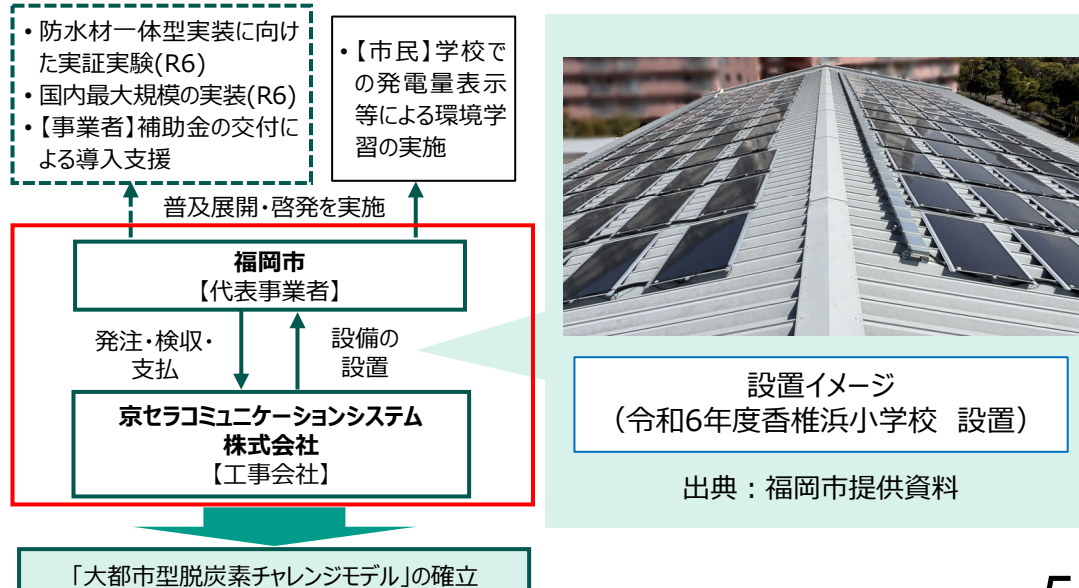 • 防水材一体型実装に向け
た実証実験(R6)
• 国内最大規模の実装(R6)
• 【事業者】補助金の交付に
よる導入支援
• 【市民】学校で
の発電量表示
等による環境学
習の実施
普及展開・啓発を実施
福岡市
【代表事業者】
発注・検収・
支払
設備の
設置
京セラコミュニケーションシステム
株式会社
【工事会社】
「大都市型脱炭素チャレンジモデル」の確立
設置イメージ
（令和6年度香椎浜小学校 設置）
出典：福岡市提供資料